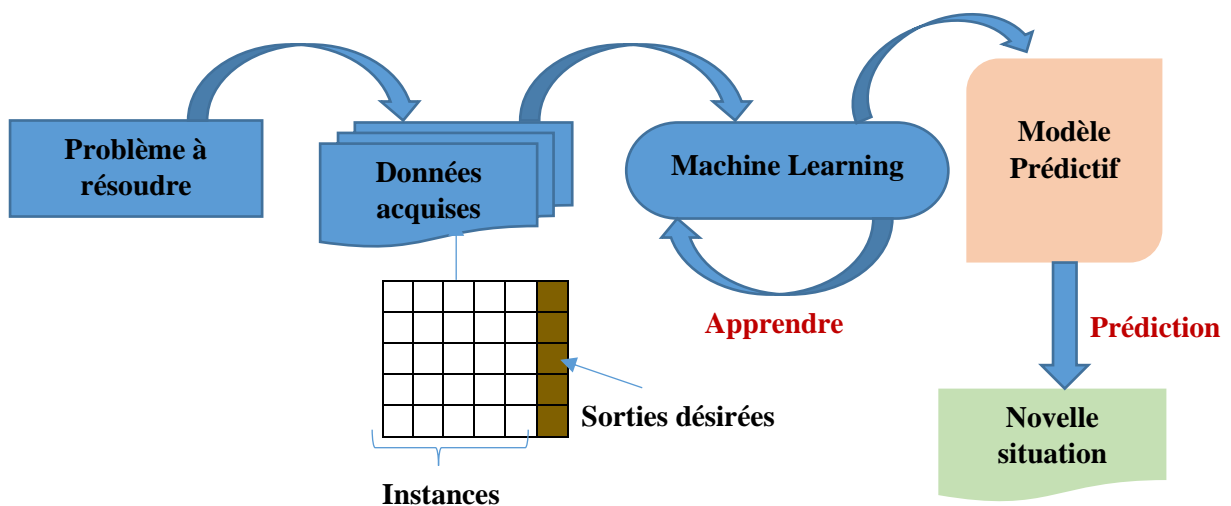 Problème à
résoudre
Données
acquises
Machine Learning
Modèle
Prédictif
Apprendre
Prédiction
Sorties désirées
Instances
Novelle
situation